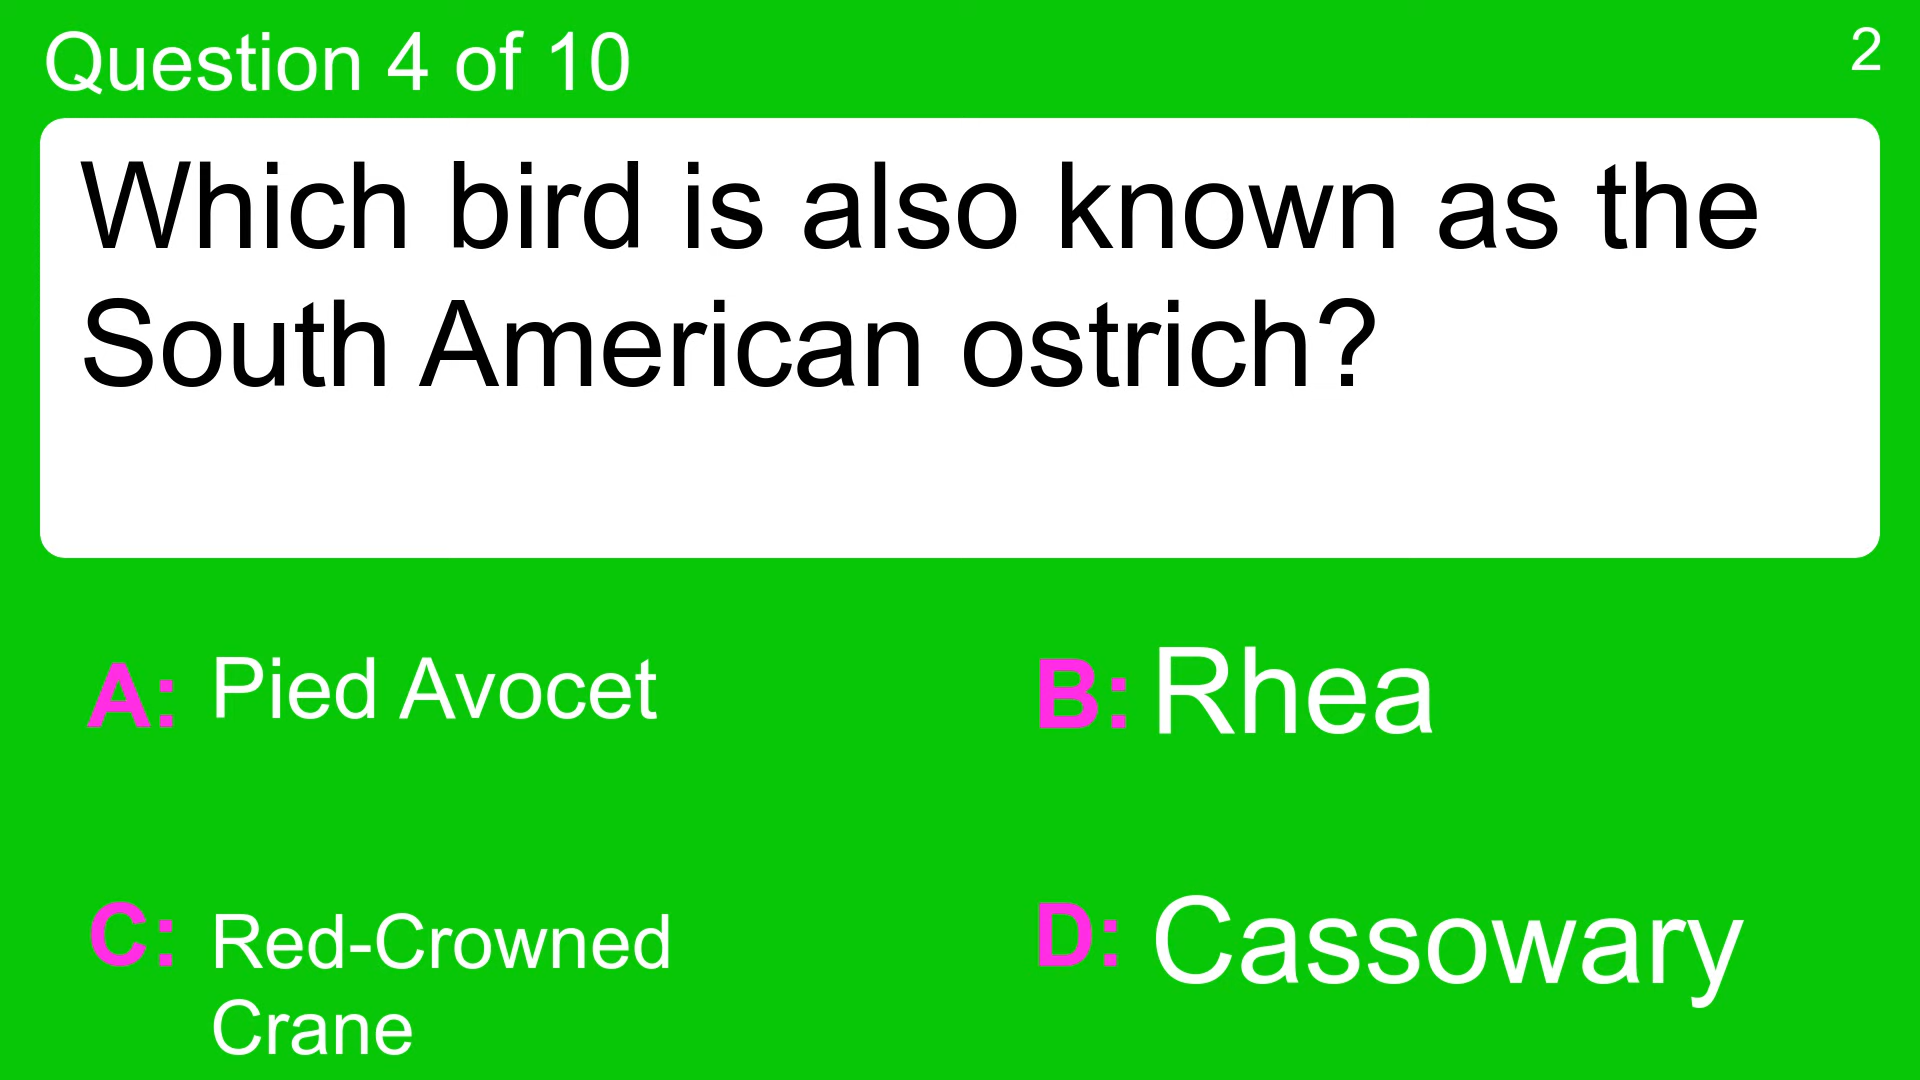 Question 4 of 10
2
Which bird is also known as the
South American ostrich?
A: Pied Avocet
B: Rhea
C: Red-Crowned
Crane
D: Cassowary